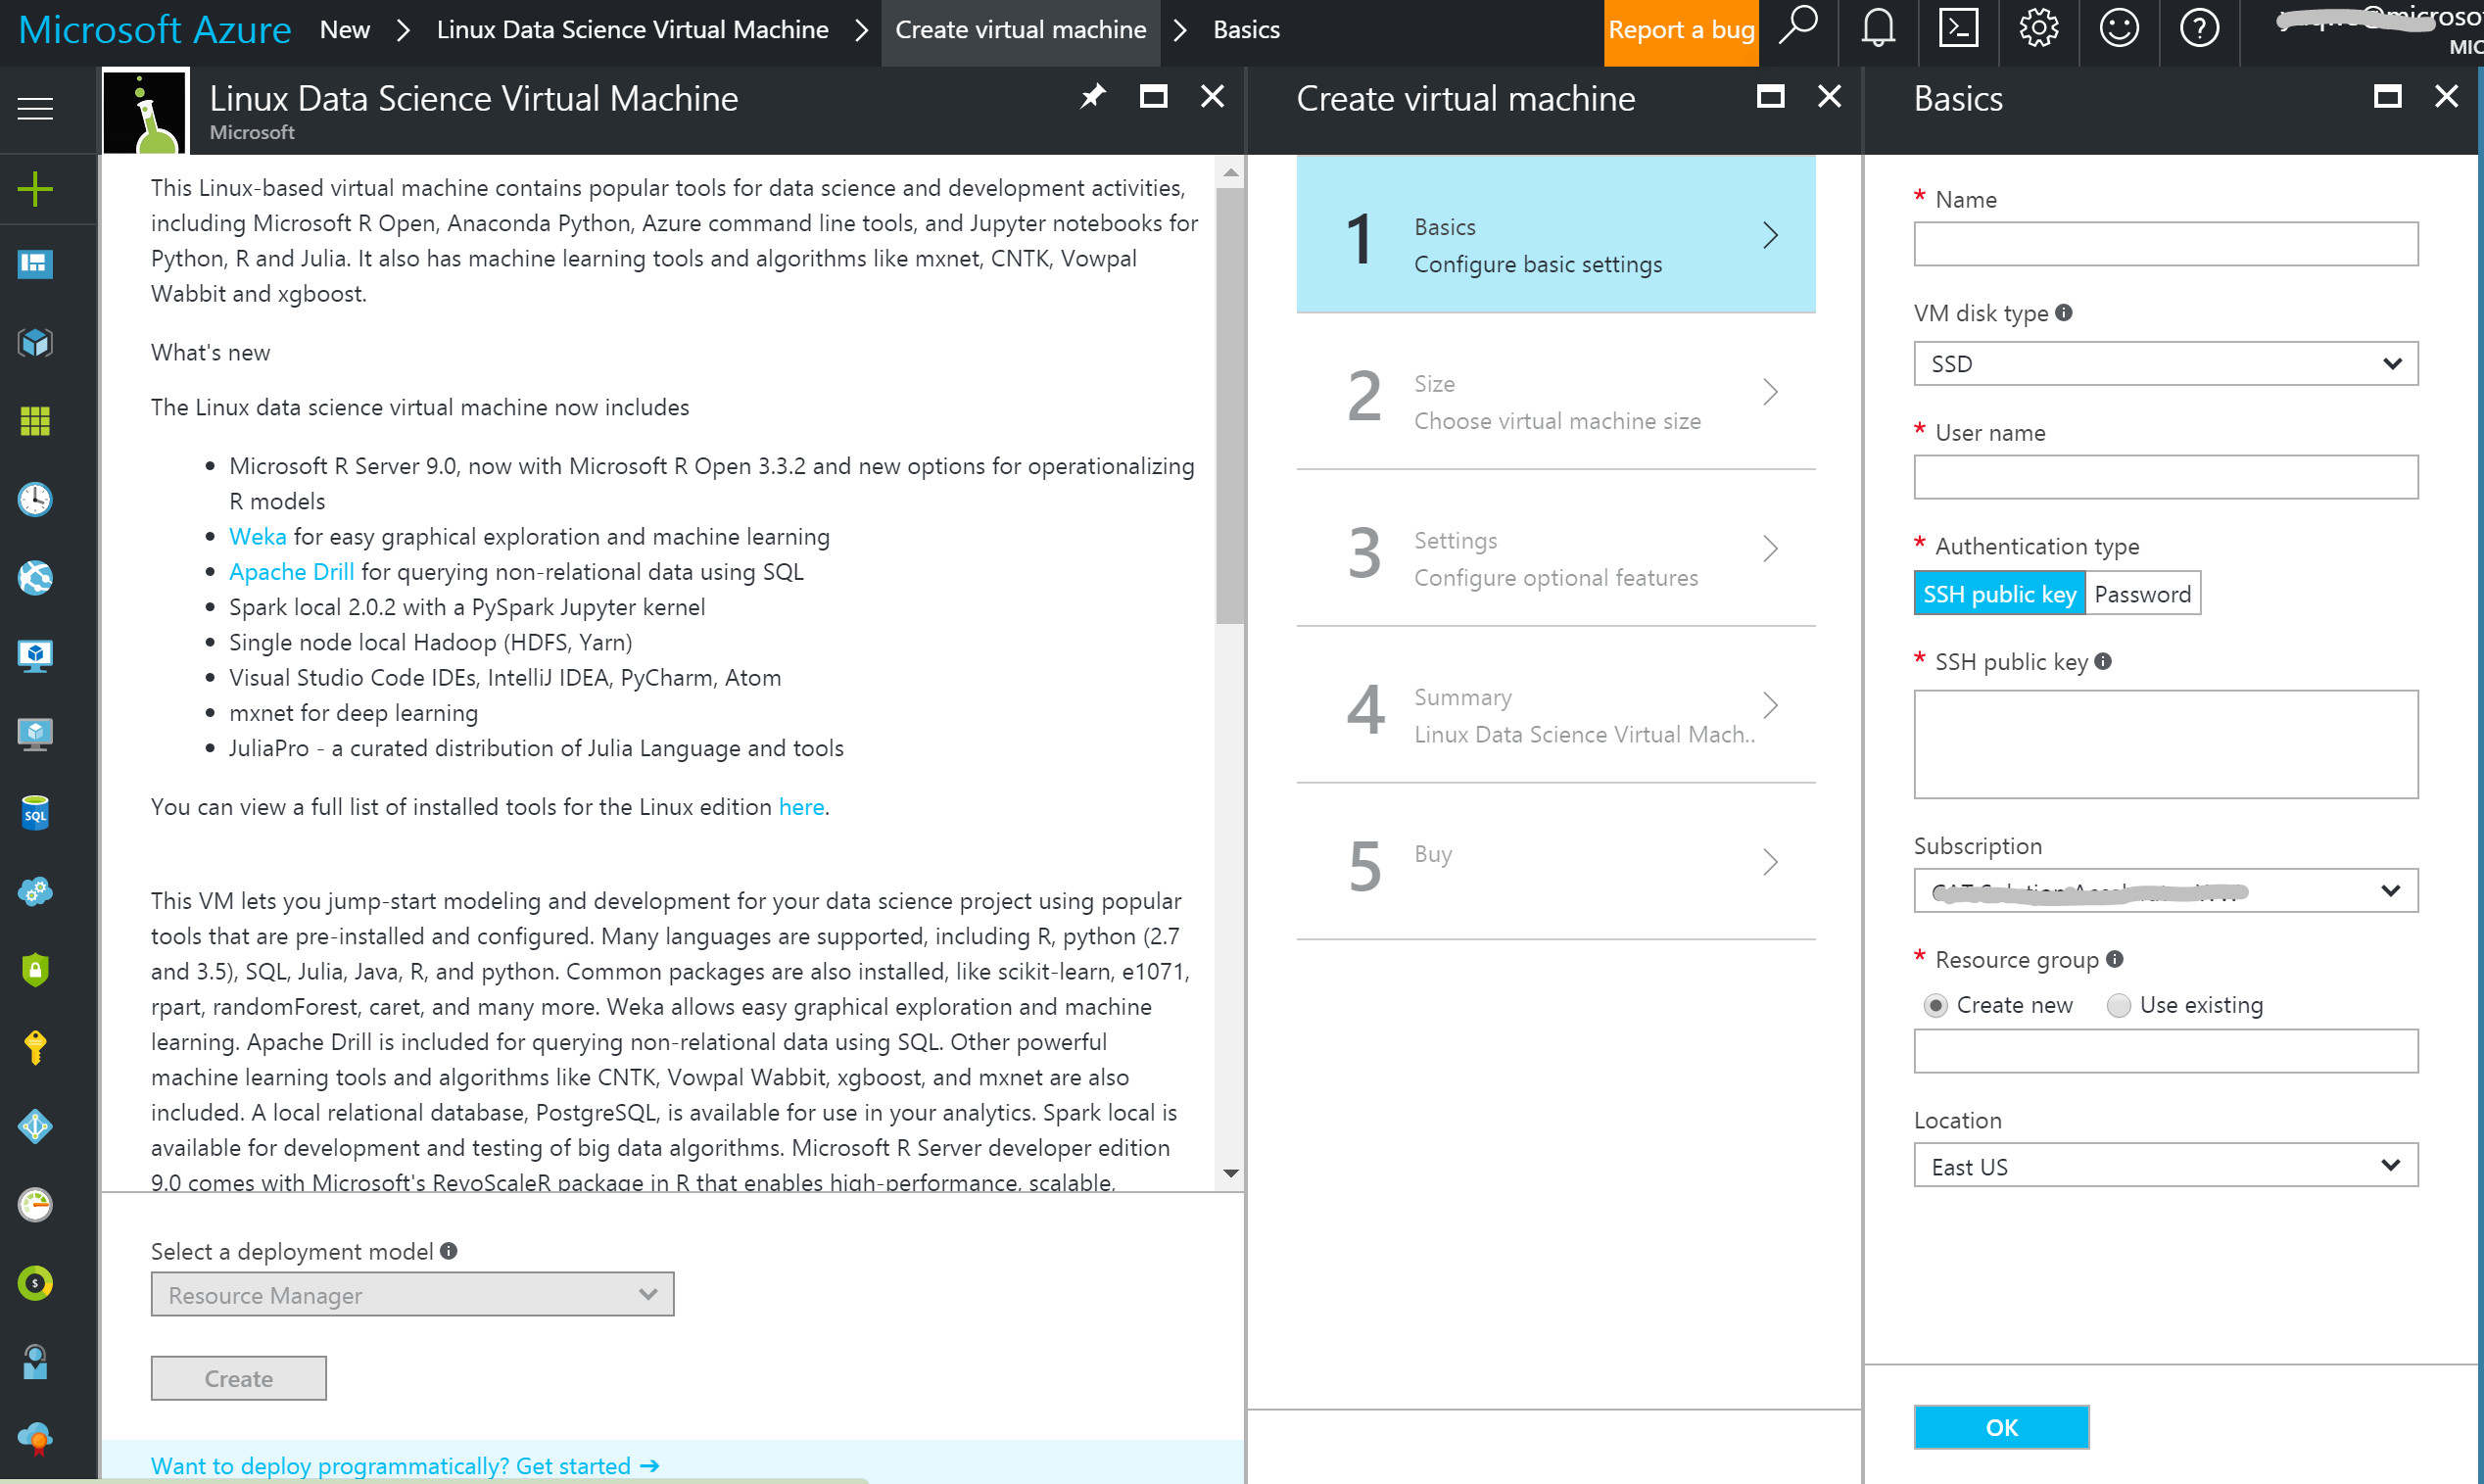 Microsoft Azure New > Linux Data Science Virtual Machine > Create virtual machine > Basics
Report a bug
MIC
Linux Data Science Virtual Machine
Microsoft
This Linux-based virtual machine contains popular tools for data science and development activities,
including Microsoft R Open, Anaconda Python, Azure command line tools, and Jupyter notebooks for
Python, R and Julia. It also has machine learning tools and algorithms like mxnet, CNTK, Vowpal
Wabbit and xgboost.
What's new
The Linux data science virtual machine now includes
• Microsoft R Server 9.0, now with Microsoft R Open 3.3.2 and new options for operationalizing
R models
• Weka for easy graphical exploration and machine learning
• Apache Drill for querying non-relational data using SQL
• Spark local 2.0.2 with a PySpark Jupyter kernel
• Single node local Hadoop (HDFS, Yarn)
• Visual Studio Code IDEs, IntelliJ IDEA, PyCharm, Atom
• mxnet for deep learning
• JuliaPro - a curated distribution of Julia Language and tools
You can view a full list of installed tools for the Linux edition here.
This VM lets you jump-start modeling and development for your data science project using popular
tools that are pre-installed and configured. Many languages are supported, including R, python (2.7
and 3.5), SQL, Julia, Java, R, and python. Common packages are also installed, like scikit-learn, e1071,
rpart, randomForest, caret, and many more. Weka allows easy graphical exploration and machine
learning. Apache Drill is included for querying non-relational data using SQL. Other powerful
machine learning tools and algorithms like CNTK, Vowpal Wabbit, xgboost, and mxnet are also
included. A local relational database, PostgreSQL, is available for use in your analytics. Spark local is
available for development and testing of big data algorithms. Microsoft R Server developer edition
9.0 comes with Microsoft's RevoScaleR package in R that enables high-performance, scalable,
Select a deployment model
Resource Manager
Create
Want to deploy programmatically? Get started →
SQL
Create virtual machine
1 Basics
Configure basic settings
2 Size
Choose virtual machine size
3 Settings
Configure optional features
4 Summary
Linux Data Science Virtual Mach..
5 Buy
Basics
* Name
VM disk type
SSD
* User name
* Authentication type
SSH public key Password
* SSH public key
Subscription
* Resource group
Create new Use existing
Location
East US
OK